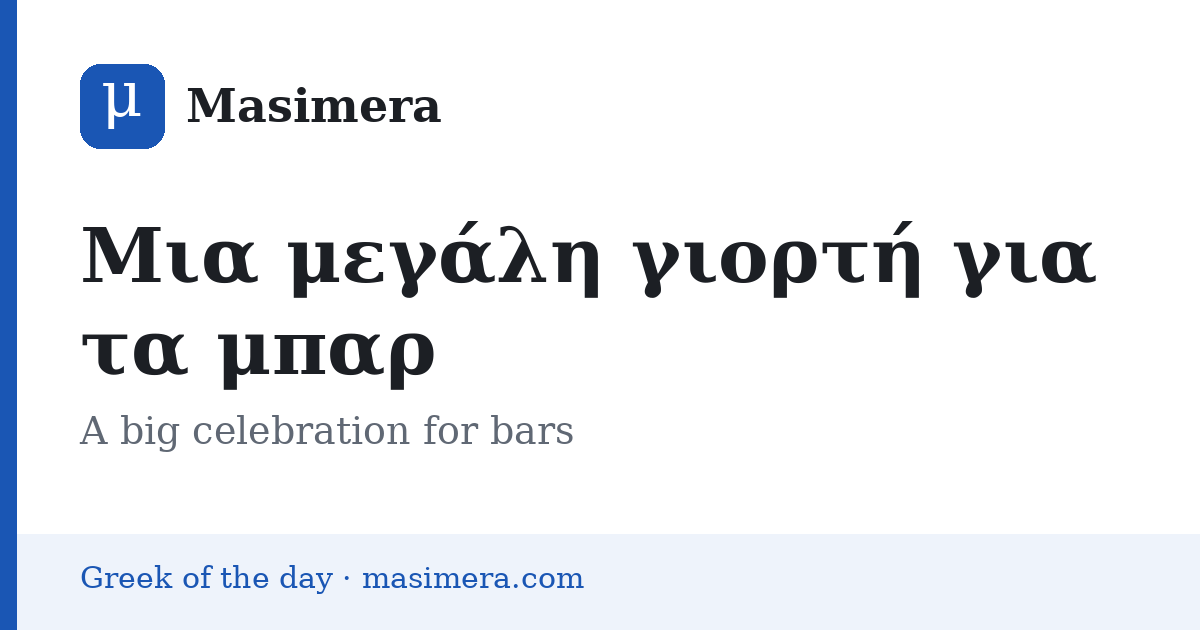 μ Masimera
Μια μεγάλη γιορτή για
τα μπαρ
A big celebration for bars
Greek of the day · masimera.com